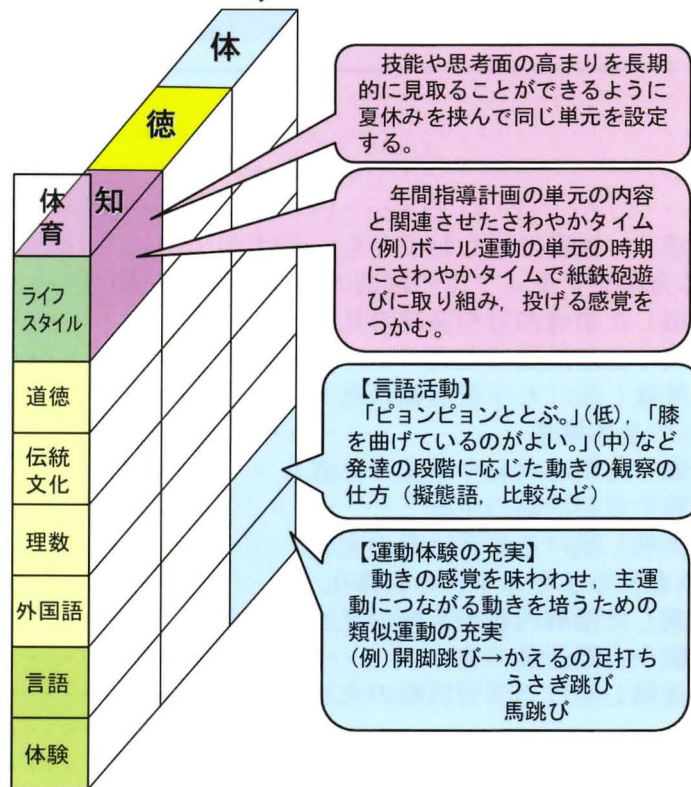 体
徳
知
体
育
ライフ
スタイル
道徳
伝統
文化
理数
外国語
言語
体験
技能や思考面の高まりを長期
的に見取ることができるように
夏休みを挟んで同じ単元を設定
する。
年間指導計画の単元の内容
と関連させたさわやかタイム
(例)ボール運動の単元の時期
にさわやかタイムで紙鉄砲遊
びに取り組み，投げる感覚を
つかむ。
【言語活動】
「ピョンピョンととぶ。」(低)，「膝
を曲げているのがよい。」(中)など
発達の段階に応じた動きの観察の
仕方（擬態語，比較など）
【運動体験の充実】
動きの感覚を味わわせ，主運
動につながる動きを培うための
類似運動の充実
(例)開脚跳び→かえるの足打ち
うさぎ跳び
馬跳び